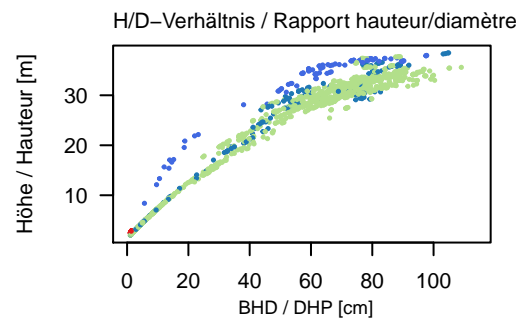 H/D−Verhältnis / Rapport hauteur/diamètre
Höhe / Hauteur [m]
30
20
10
0 20 40 60 80 100
BHD / DHP [cm]